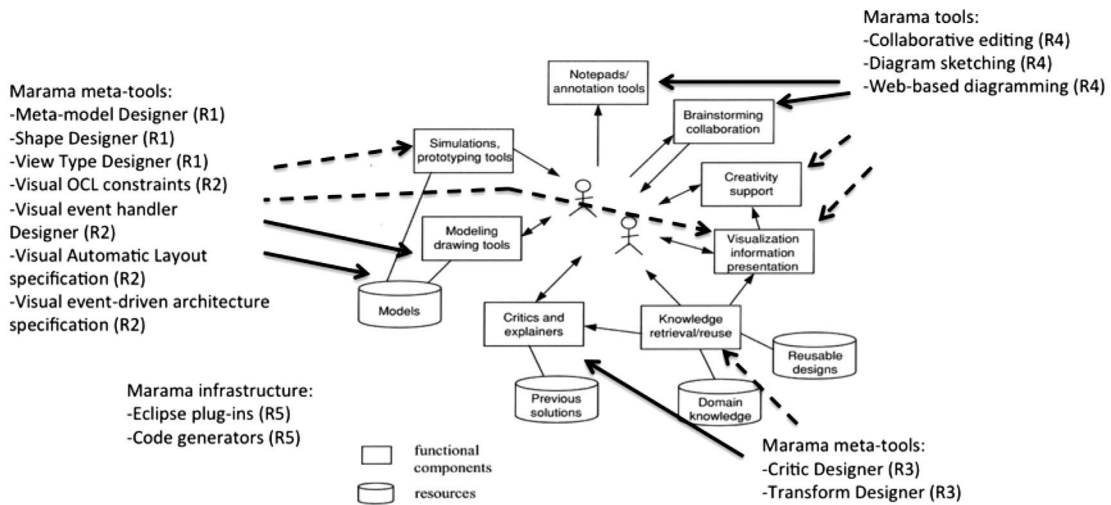 Marama tools:
-Collaborative editing (R4)
-Diagram sketching (R4)
-Web-based diagramming (R4)
Notepads/
annotation tools
Marama meta-tools:
-Meta-model Designer (R1)
-Shape Designer (R1)
-View Type Designer (R1)
-Visual OCL constraints (R2)
-Visual event handler
Designer (R2)
-Visual Automatic Layout
specification (R2)
-Visual event-driven architecture
specification (R2)
Brainstorming
collaboration
Simulations,
prototyping tools
Creativity
support
Modeling
drawing tools
Visualization
information
presentation
Models
Critics and
explainers
Knowledge
retrieval/reuse
Reusable
designs
Previous
solutions
Domain
knowledge
Marama infrastructure:
-Eclipse plug-ins (R5)
-Code generators (R5)
functional
components
resources
Marama meta-tools:
-Critic Designer (R3)
-Transform Designer (R3)